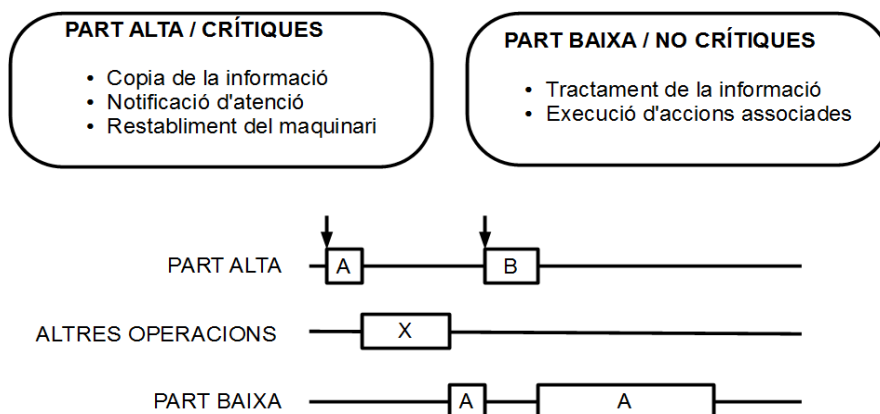 PART ALTA / CRÍTIQUES
• Copia de la informació
• Notificació d'atenció
• Restabliment del maquinari
PART BAIXA / NO CRÍTIQUES
• Tractament de la informació
• Execució d'accions associades
PART ALTA A B
ALTRES OPERACIONS X
PART BAIXA A A